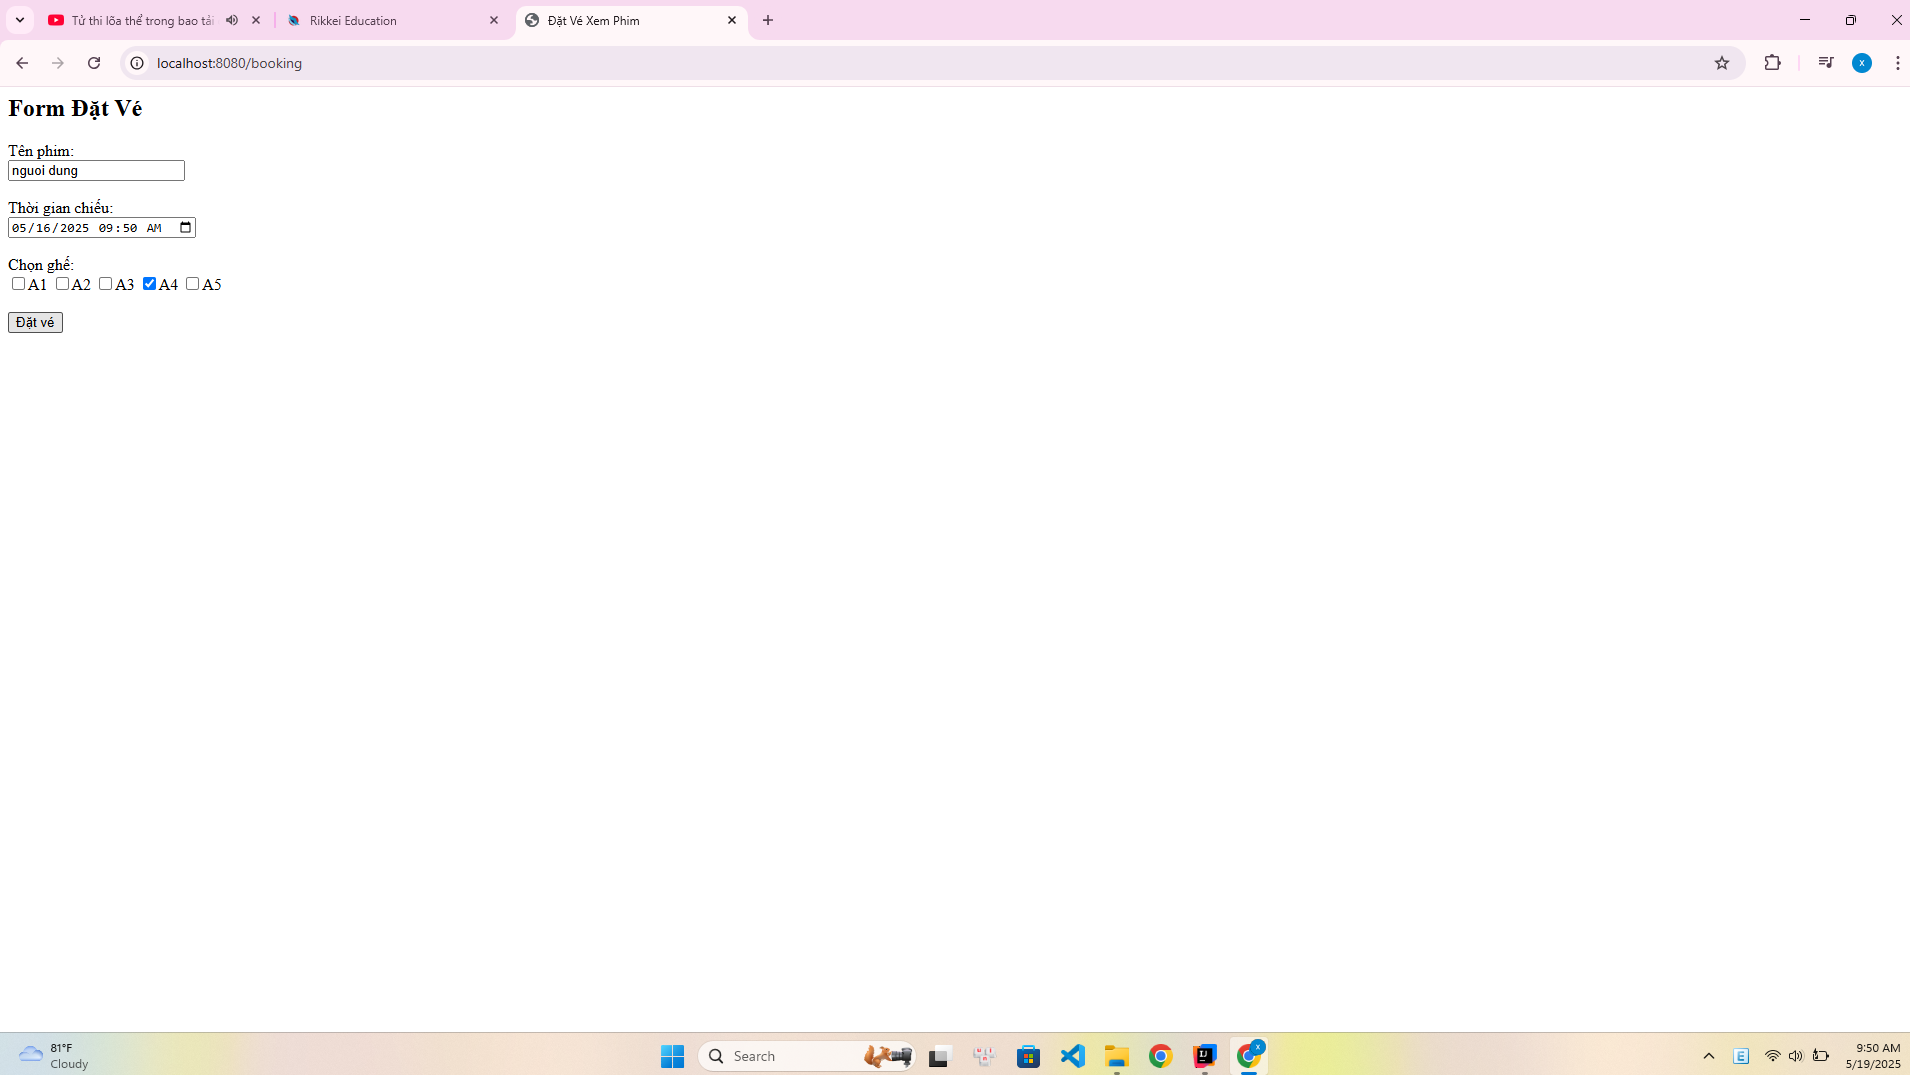 Tử thi lõa thể trong bao tải
Rikkei Education
Đặt Vé Xem Phim
localhost:8080/booking
x
Form Đặt Vé
Tên phim:
nguoi dung
Thời gian chiếu:
05/16/2025 09:50 AM
Chọn ghế:
A1 A2 A3 A4 A5
Đặt vé
81°F
Cloudy
Search
9:50 AM
5/19/2025